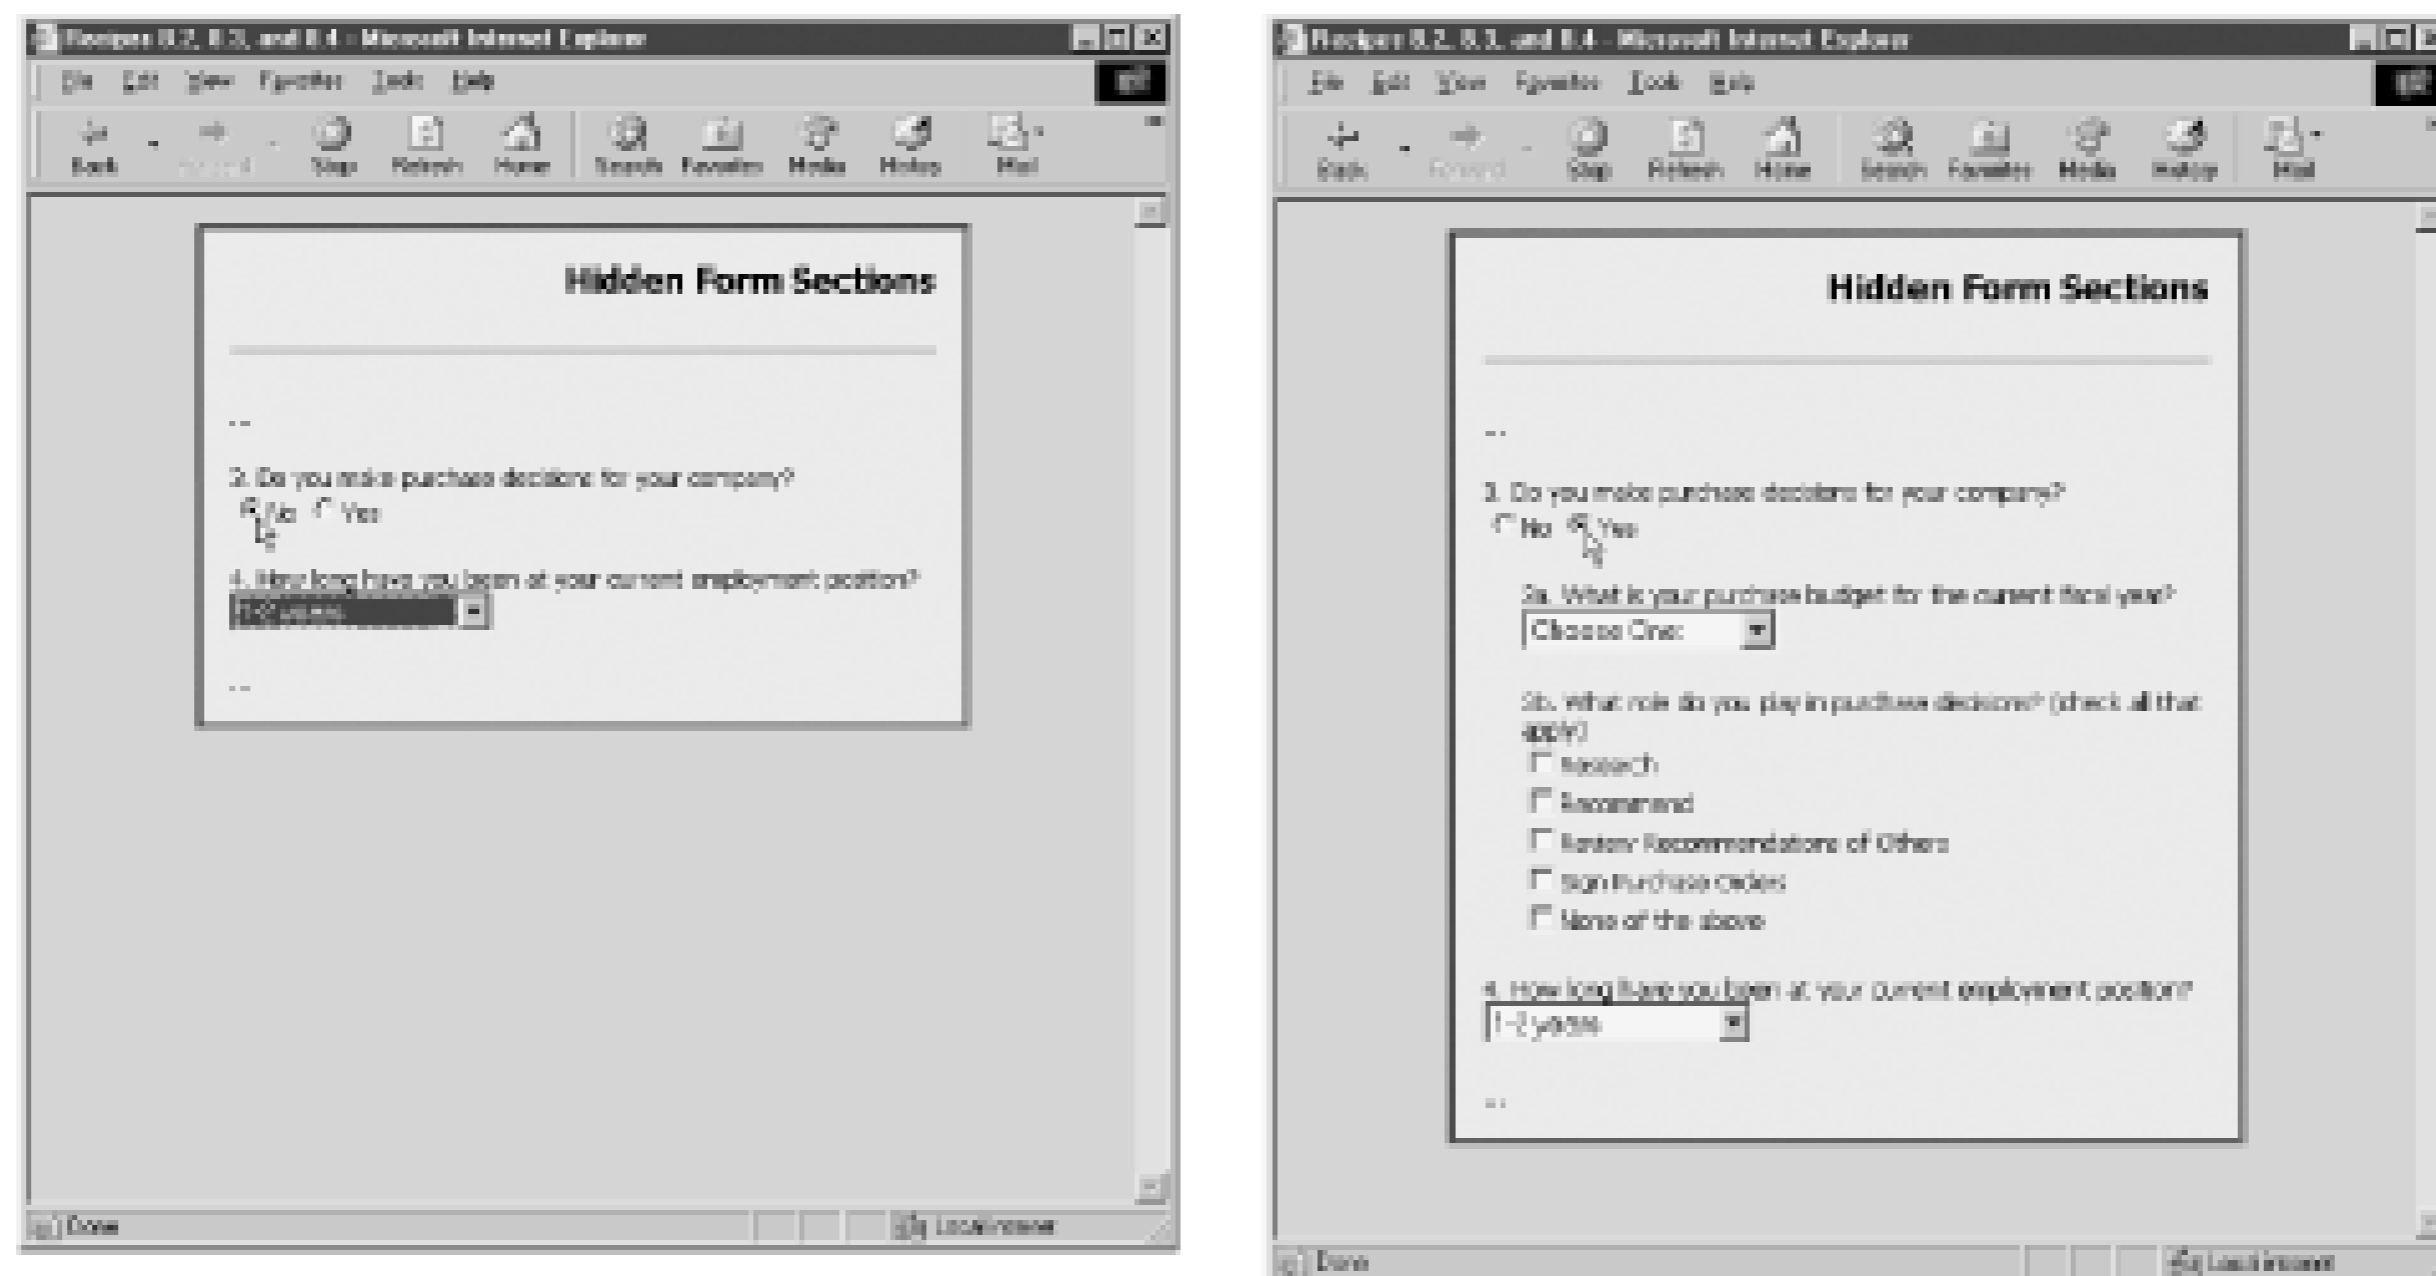 Recipes 8.2, 8.3, and 8.4 - Microsoft Internet Explorer
File Edit View Favorites Tools Help
Back Stop Refresh Home Search Favorites Media History Mail
Hidden Form Sections
...
3. Do you make purchase decisions for your company?
No Yes
4. How long have you been at your current employment position?
...
Done
Local intranet
Recipes 8.2, 8.3, and 8.4 - Microsoft Internet Explorer
File Edit View Favorites Tools Help
Back Forward Stop Refresh Home Search Favorites Media History Mail
Hidden Form Sections
...
3. Do you make purchase decisions for your company?
No Yes
3a. What is your purchase budget for the current fiscal year?
Choose One:
3b. What role do you play in purchase decisions? (check all that
apply)
Research
Recommend
Review Recommendations of Others
Sign Purchase Orders
None of the above
4. How long have you been at your current employment position?
1-2 years
...
Done
Local intranet